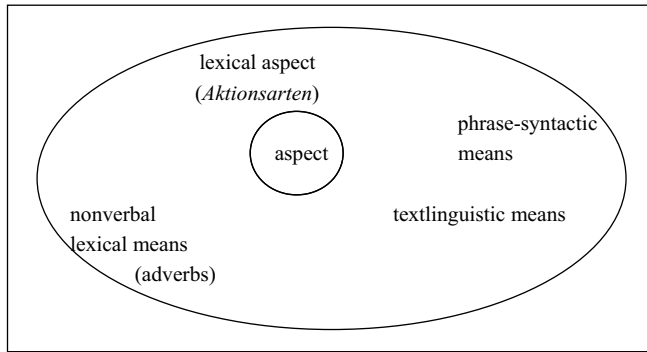 lexical aspect
(Aktionsarten)
phrase-syntactic
means
aspect
nonverbal
lexical means
(adverbs)
textlinguistic means